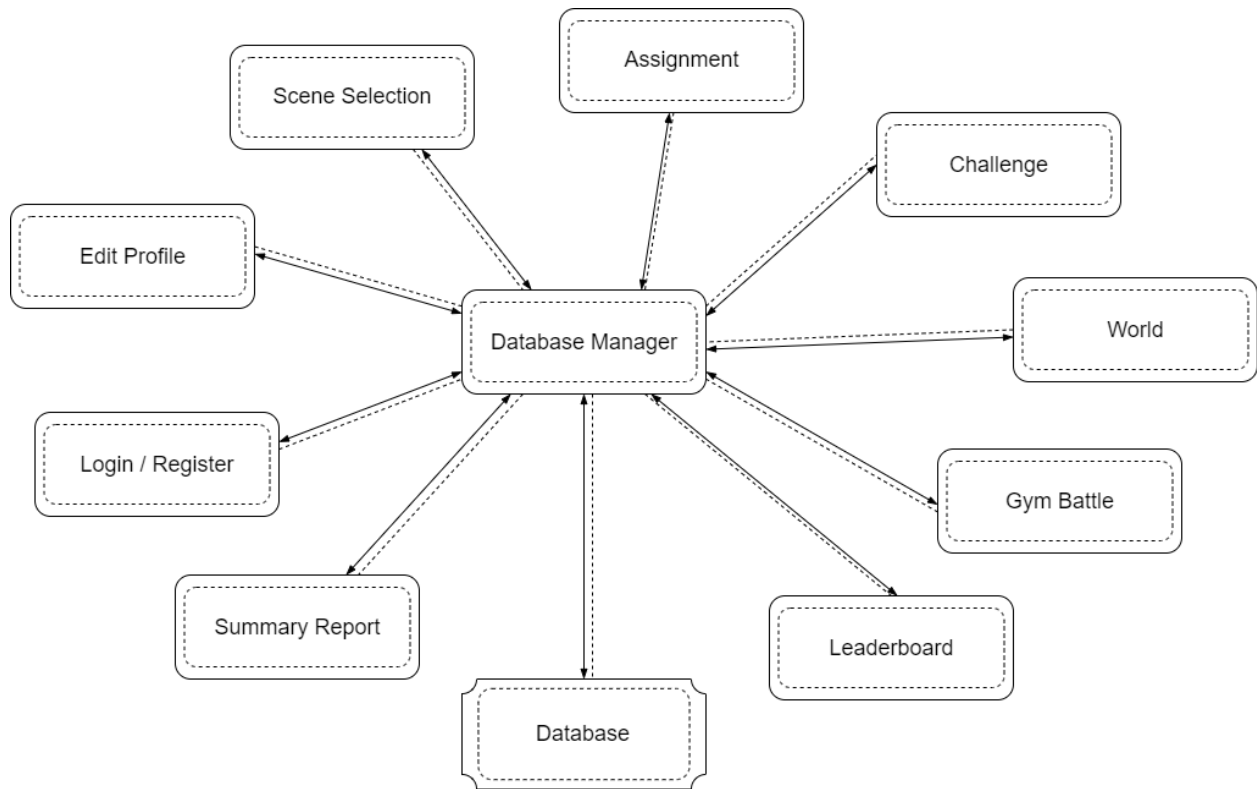 Assignment
Scene Selection
Challenge
Edit Profile
World
Database Manager
Login / Register
Gym Battle
Summary Report
Leaderboard
Database